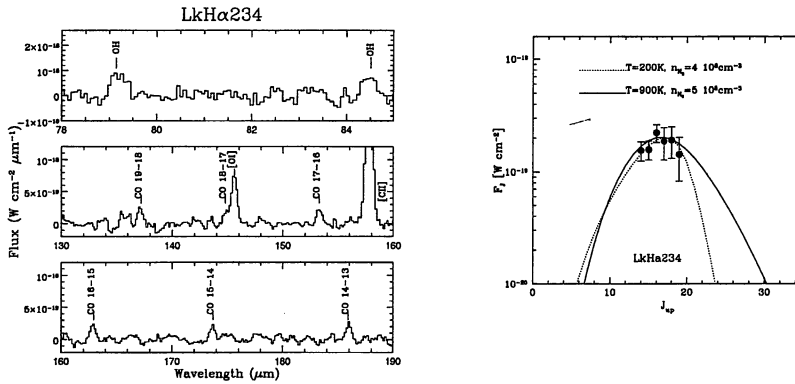 LkHα234
OH
OH
2×10⁻¹⁸
10⁻¹⁸
0
−1×10⁻¹⁸
78 80 82 84
CO 19-18
CO 18-17
[OI]
CO 17-16
[CII]
10⁻¹⁸
5×10⁻¹⁹
0
130 140 150 160
Flux (W cm⁻² μm⁻¹)
CO 16-15
CO 15-14
CO 14-13
10⁻¹⁸
5×10⁻¹⁹
0
160 170 180 190
Wavelength (μm)
T=200K, n_H₂=4 10⁶cm⁻³
T=900K, n_H₂=5 10⁵cm⁻³
10⁻¹⁸
10⁻¹⁹
10⁻²⁰
F_J [W cm⁻²]
LkHa234
0 10 20 30
J_up